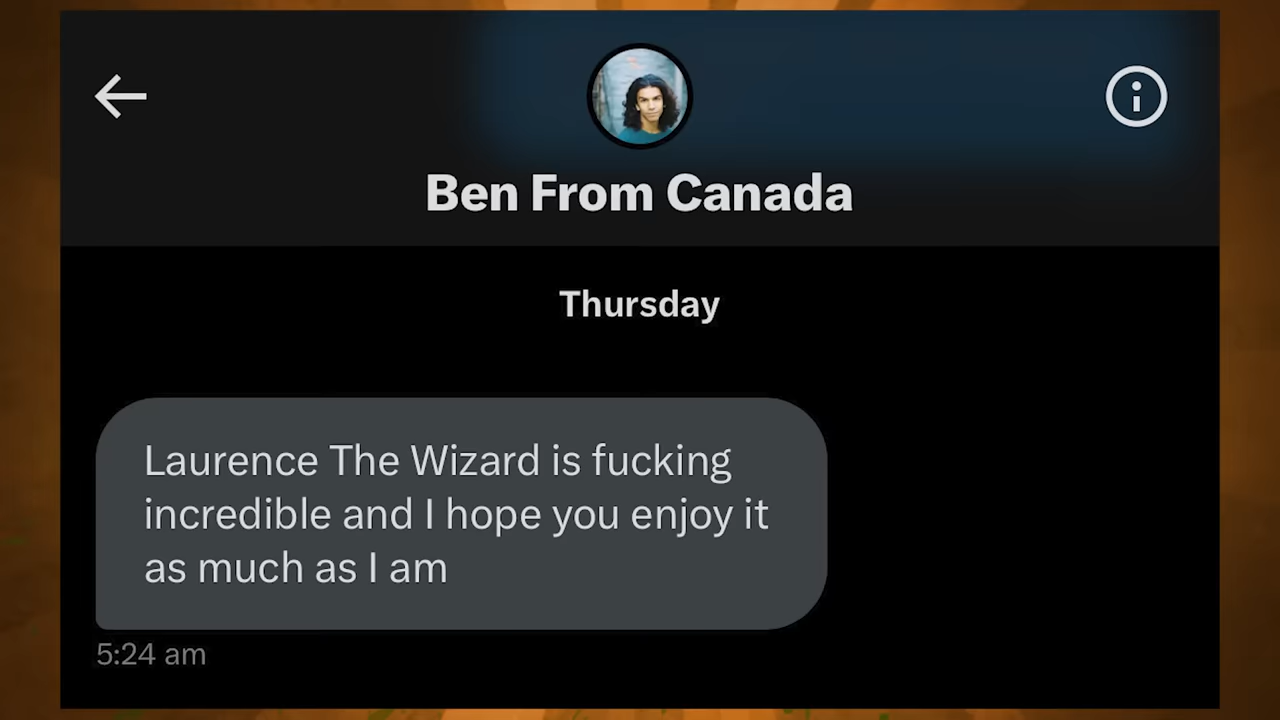 Ben From Canada
Thursday
Laurence The Wizard is fucking
incredible and I hope you enjoy it
as much as I am
5:24 am